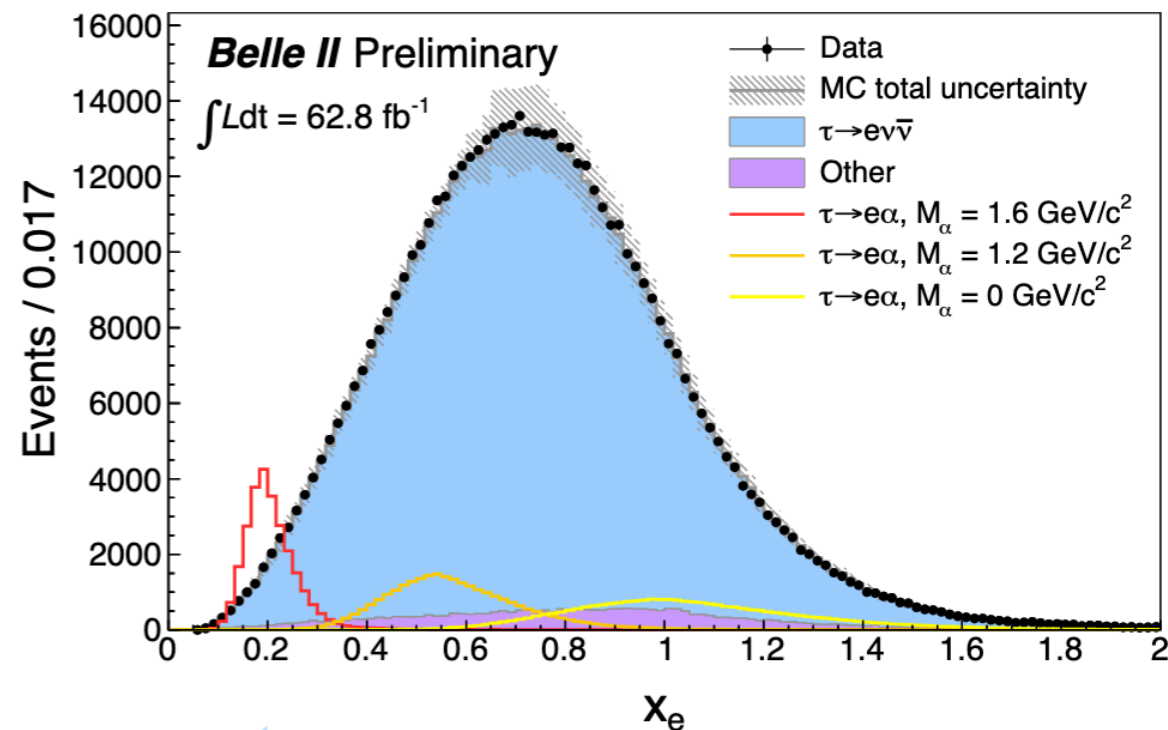 16000
14000
12000
10000
8000
6000
4000
2000
0
Events / 0.017
Belle II Preliminary
∫Ldt = 62.8 fb⁻¹
Data
MC total uncertainty
τ→eνν̅
Other
τ→eα, Mα = 1.6 GeV/c²
τ→eα, Mα = 1.2 GeV/c²
τ→eα, Mα = 0 GeV/c²
0 0.2 0.4 0.6 0.8 1 1.2 1.4 1.6 1.8 2
xₑ